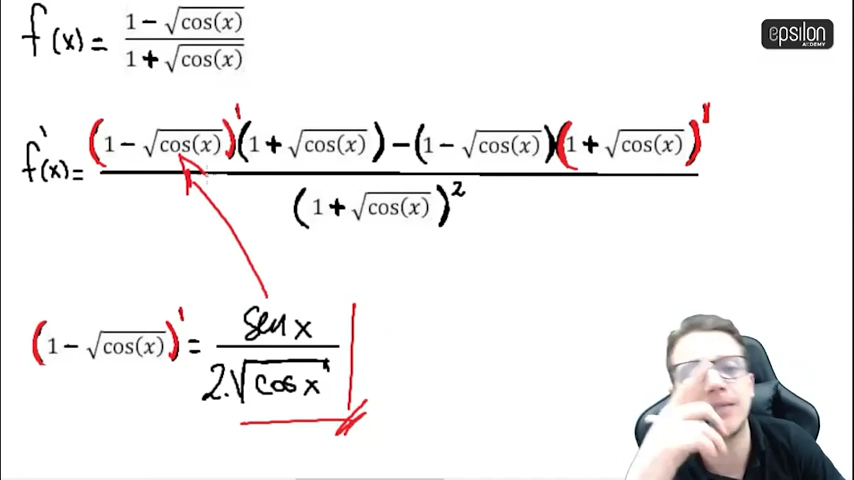 f(x) = (1 − √cos(x)) / (1 + √cos(x))
epsilon
ACADEMY
f'(x) = ((1 − √cos(x))' (1 + √cos(x)) − (1 − √cos(x)) (1 + √cos(x))') / (1 + √cos(x))²
(1 − √cos(x))' = sen x / 2.√cos x